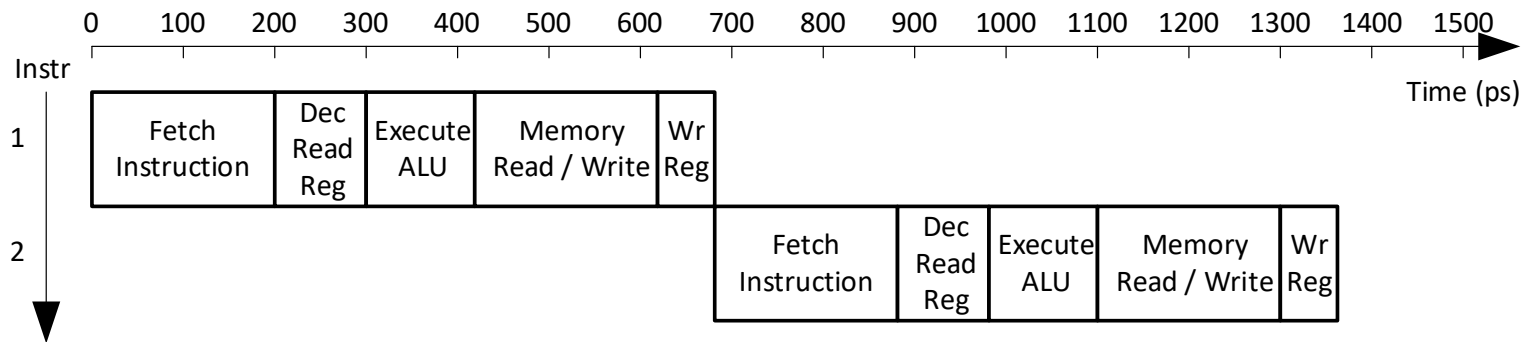 0 100 200 300 400 500 600 700 800 900 1000 1100 1200 1300 1400 1500
Instr
Time (ps)
1
Fetch
Instruction
Dec
Read
Reg
Execute
ALU
Memory
Read / Write
Wr
Reg
2
Fetch
Instruction
Dec
Read
Reg
Execute
ALU
Memory
Read / Write
Wr
Reg